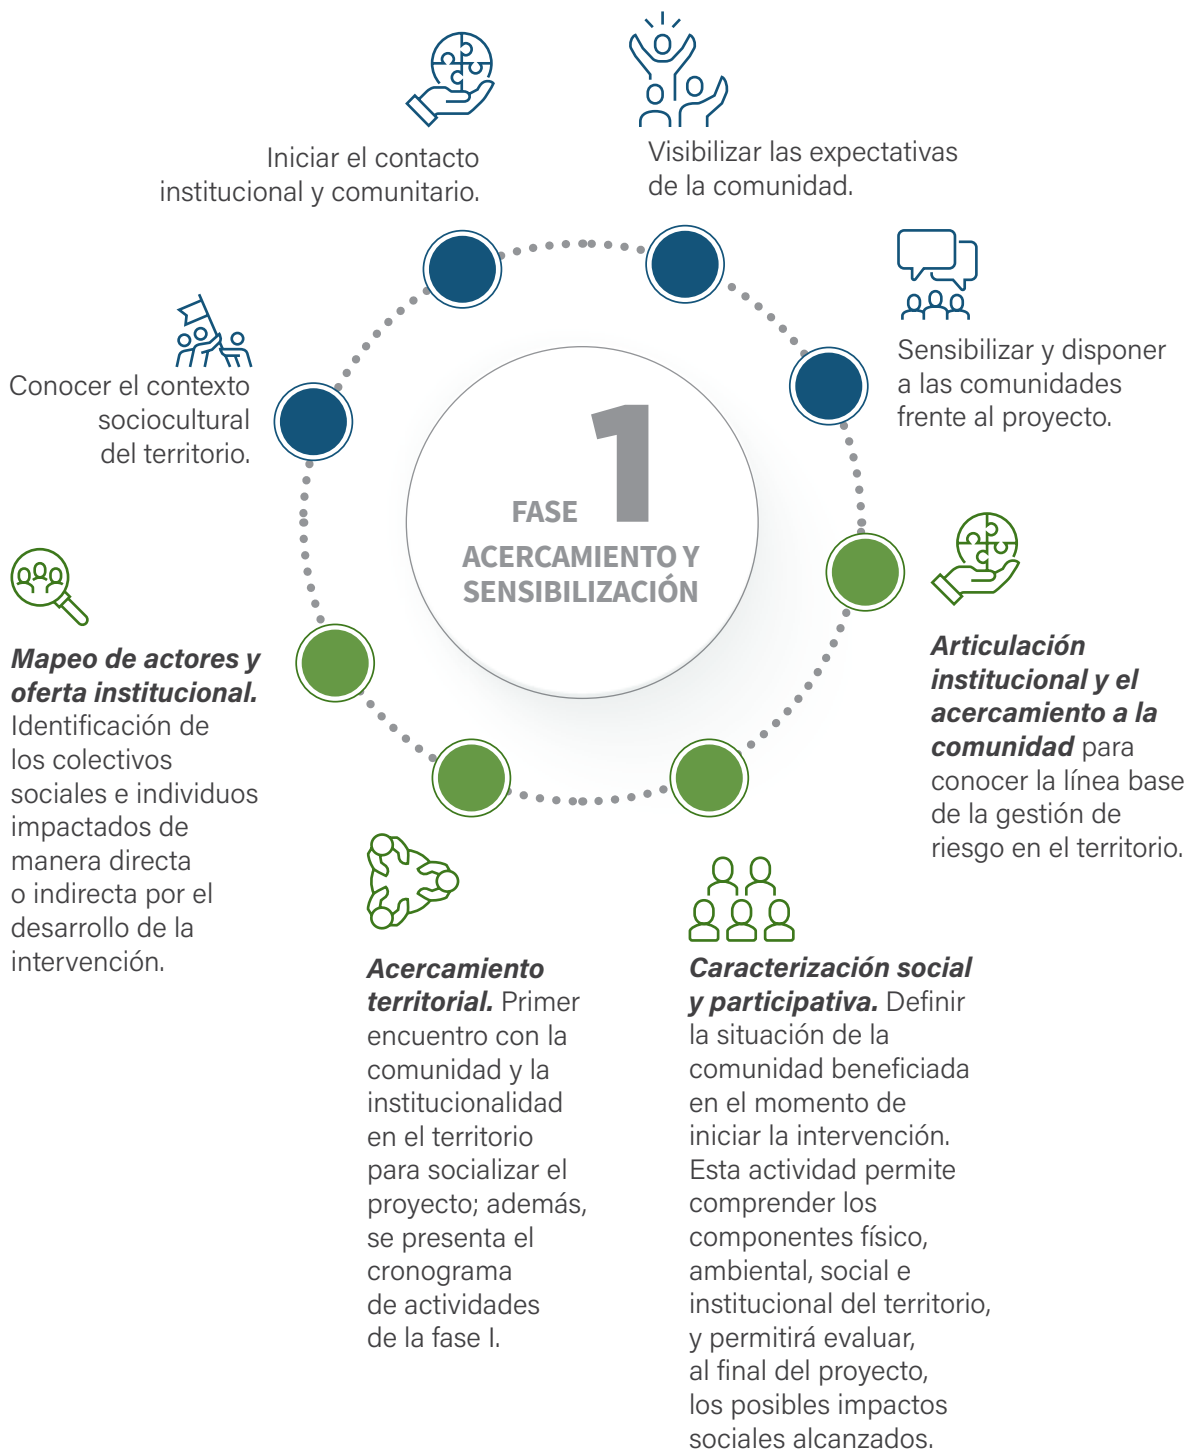 Iniciar el contacto
institucional y comunitario.
Visibilizar las expectativas
de la comunidad.
Sensibilizar y disponer
a las comunidades
frente al proyecto.
Conocer el contexto
sociocultural
del territorio.
FASE 1
ACERCAMIENTO Y
SENSIBILIZACIÓN
Mapeo de actores y
oferta institucional.
Identificación de
los colectivos
sociales e individuos
impactados de
manera directa
o indirecta por el
desarrollo de la
intervención.
Articulación
institucional y el
acercamiento a la
comunidad para
conocer la línea base
de la gestión de
riesgo en el territorio.
Acercamiento
territorial. Primer
encuentro con la
comunidad y la
institucionalidad
en el territorio
para socializar el
proyecto; además,
se presenta el
cronograma
de actividades
de la fase I.
Caracterización social
y participativa. Definir
la situación de la
comunidad beneficiada
en el momento de
iniciar la intervención.
Esta actividad permite
comprender los
componentes físico,
ambiental, social e
institucional del territorio,
y permitirá evaluar,
al final del proyecto,
los posibles impactos
sociales alcanzados.